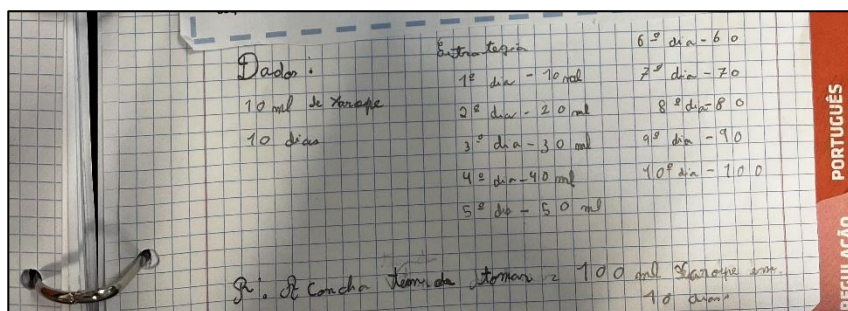 Dados:
10 ml de xarope
10 dias
Estrategia
1º dia - 10 ml
2º dia - 20 ml
3º dia - 30 ml
4º dia - 40 ml
5º dia - 50 ml
6º dia - 60
7º dia - 70
8º dia - 80
9º dia - 90
10º dia - 100
R: A concha tem de tomar 100 ml xarope em
10 dias
PORTUGUÊS
REGULAÇÃO